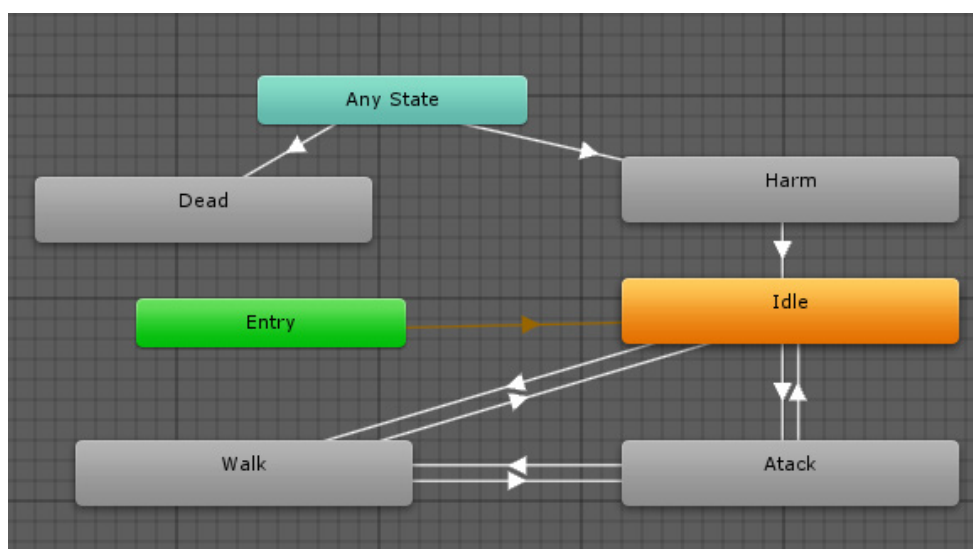 Any State
Dead
Harm
Entry
Idle
Walk
Atack